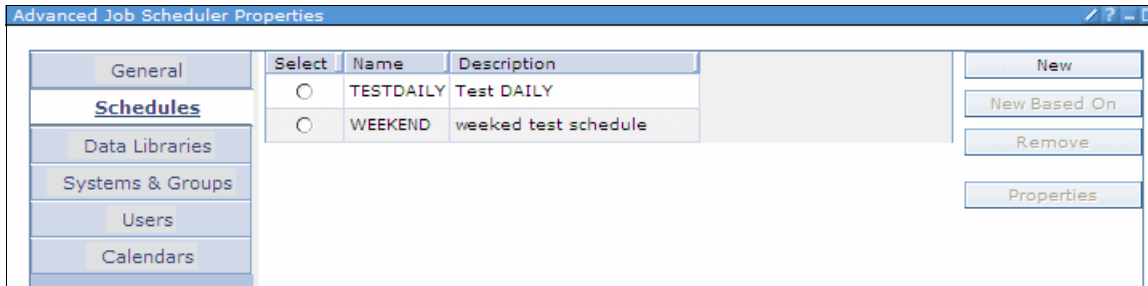 Advanced Job Scheduler Properties
General
Schedules
Data Libraries
Systems & Groups
Users
Calendars
Select Name Description
TESTDAILY Test DAILY
WEEKEND weeked test schedule
New
New Based On
Remove
Properties